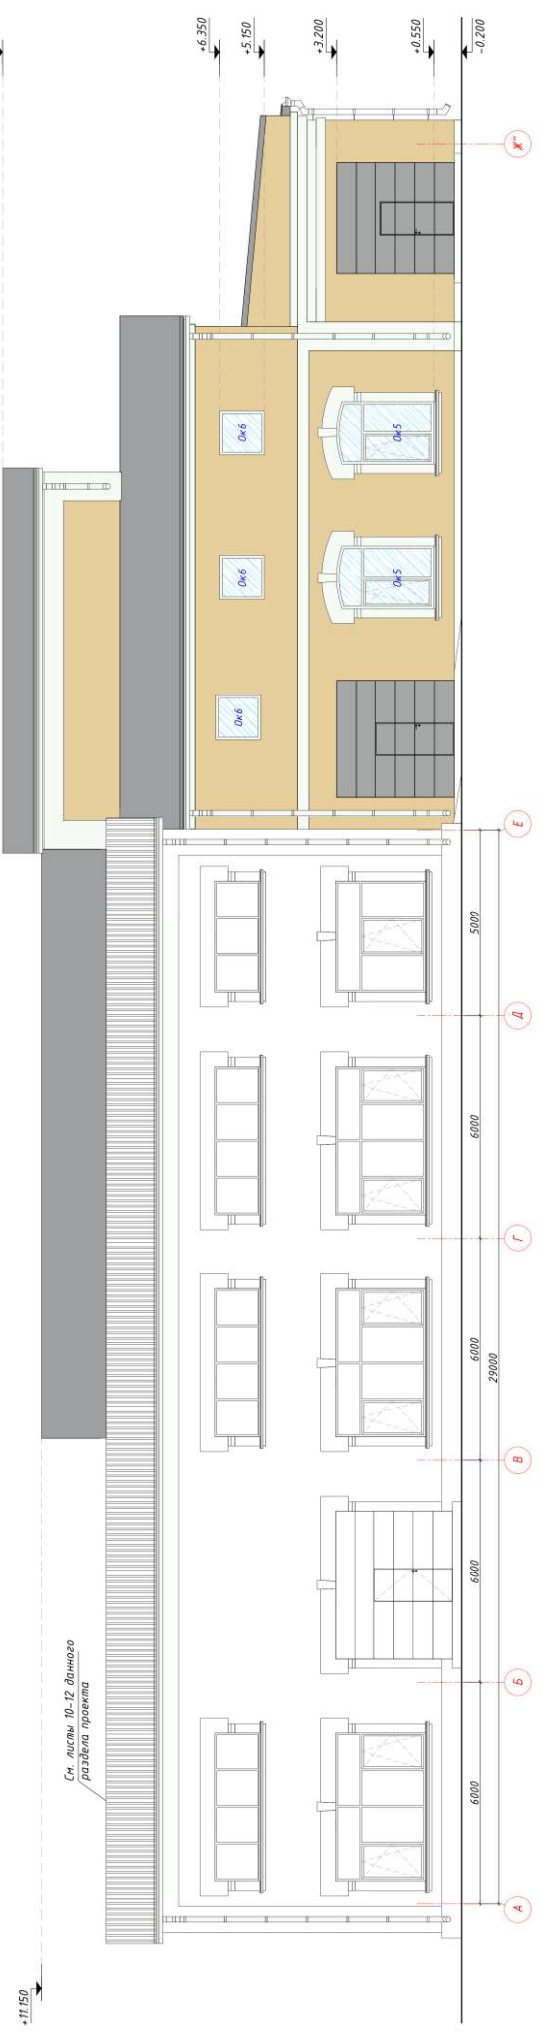 +11.150
См. листы 10-12 данного
раздела проекта
+6.350
+5.150
+3.200
+0.550
-0.200
Ок6
Ок6
Ок6
Ок5
Ок5
6000
6000
6000
6000
5000
29000
А
Б
В
Г
Д
Е
Ж"